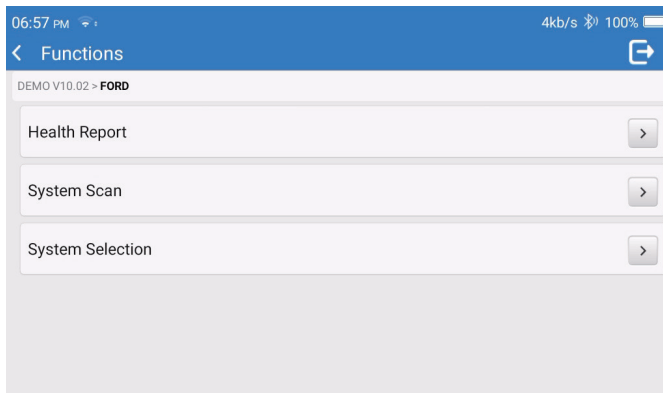 06:57 PM 4kb/s 100%
Functions
DEMO V10.02 > FORD
Health Report
System Scan
System Selection